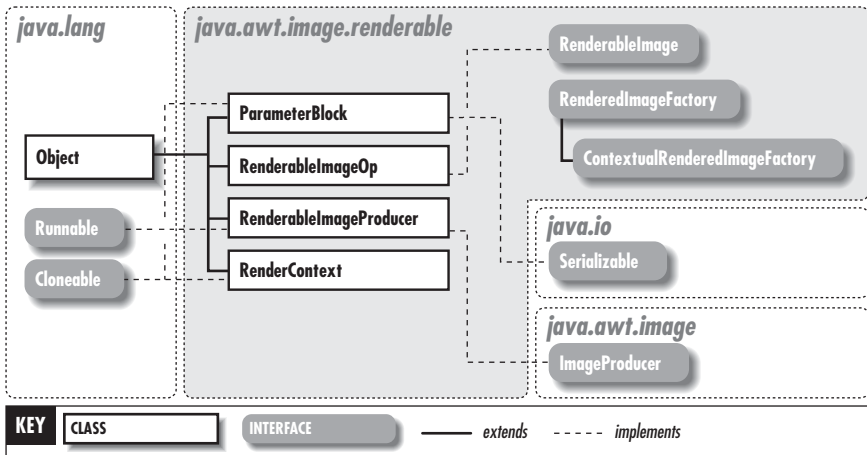 java.lang
java.awt.image.renderable
RenderableImage
RenderedImageFactory
ContextualRenderedImageFactory
ParameterBlock
Object
RenderableImageOp
Runnable
RenderableImageProducer
Cloneable
RenderContext
java.io
Serializable
java.awt.image
ImageProducer
KEY CLASS INTERFACE extends implements